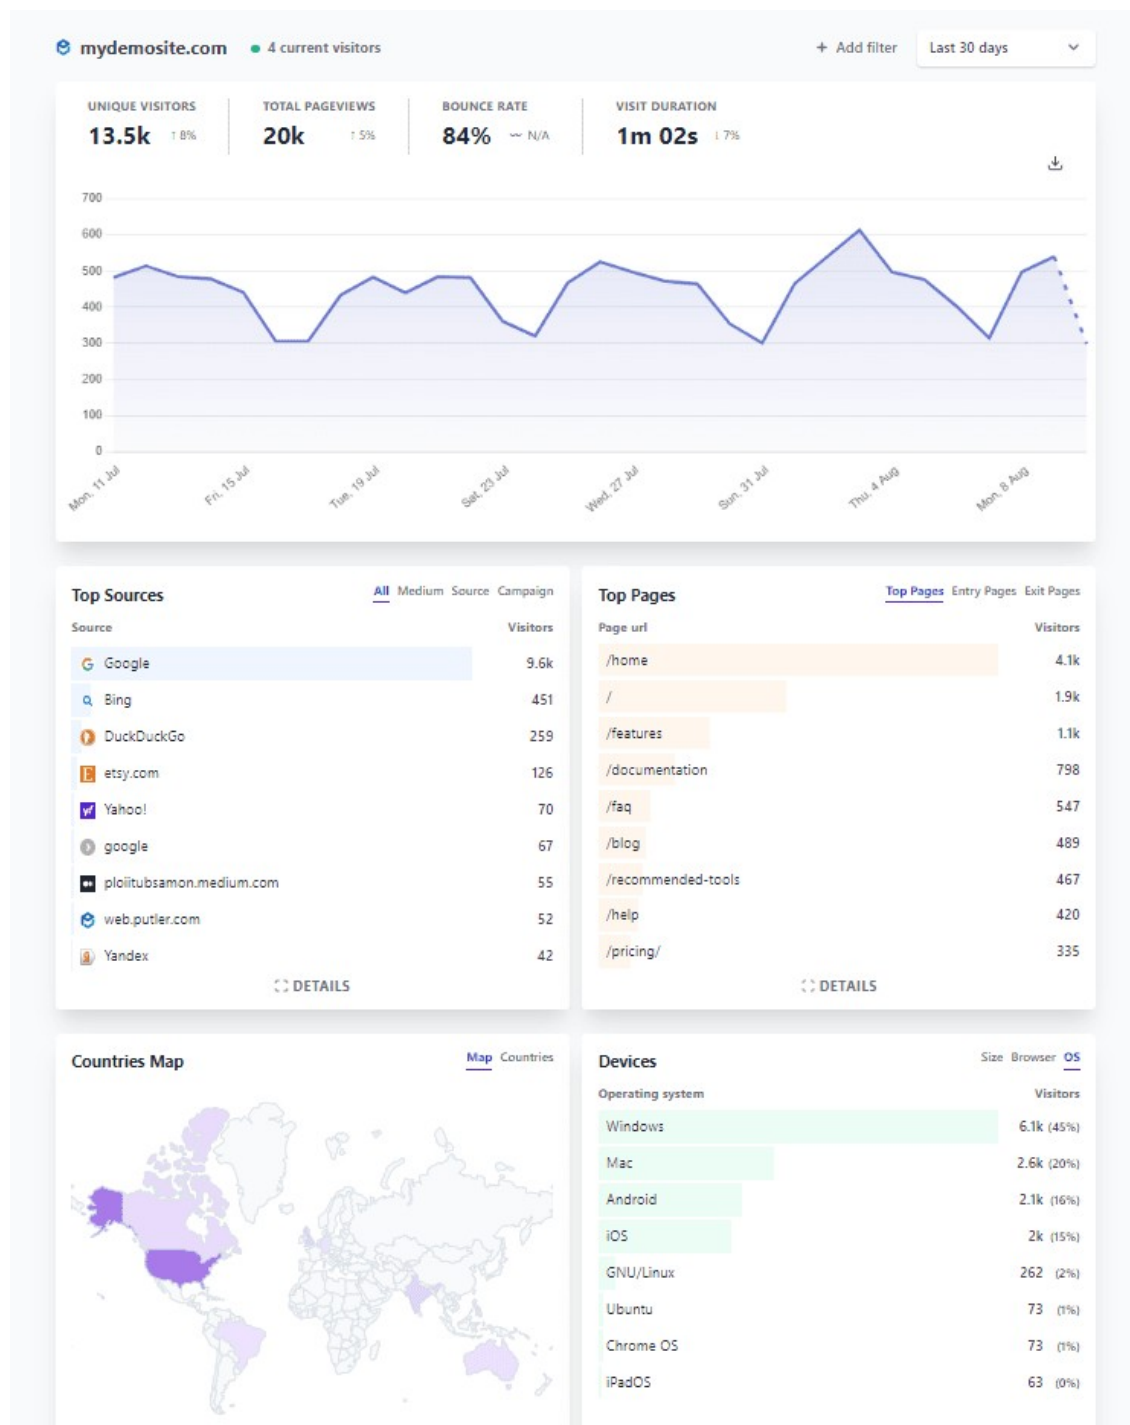 mydemosite.com 4 current visitors + Add filter Last 30 days
UNIQUE VISITORS TOTAL PAGEVIEWS BOUNCE RATE VISIT DURATION
13.5k ↑ 8% 20k ↑ 5% 84% 〰 N/A 1m 02s ↓ 7%
700
600
500
400
300
200
100
0
Mon, 11 Jul Fri, 15 Jul Tue, 19 Jul Sat, 23 Jul Wed, 27 Jul Sun, 31 Jul Thu, 4 Aug Mon, 8 Aug
Top Sources All Medium Source Campaign
Source Visitors
Google 9.6k
Bing 451
DuckDuckGo 259
etsy.com 126
Yahoo! 70
google 67
ploiitubsamon.medium.com 55
web.putler.com 52
Yandex 42
DETAILS
Top Pages Top Pages Entry Pages Exit Pages
Page url Visitors
/home 4.1k
/ 1.9k
/features 1.1k
/documentation 798
/faq 547
/blog 489
/recommended-tools 467
/help 420
/pricing/ 335
DETAILS
Countries Map Map Countries
Devices Size Browser OS
Operating system Visitors
Windows 6.1k (45%)
Mac 2.6k (20%)
Android 2.1k (16%)
iOS 2k (15%)
GNU/Linux 262 (2%)
Ubuntu 73 (1%)
Chrome OS 73 (1%)
iPadOS 63 (0%)